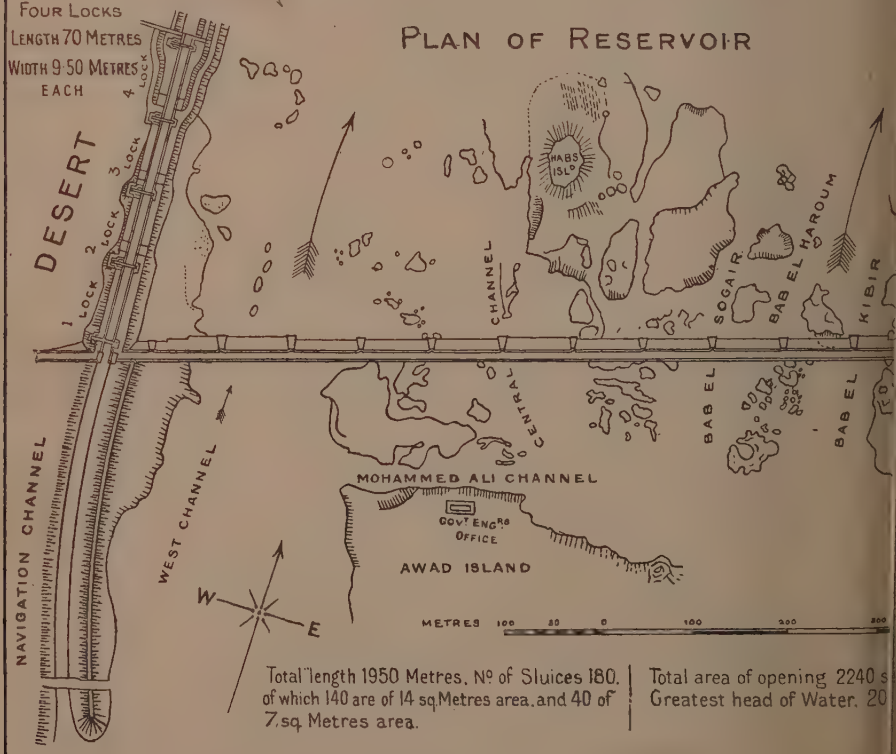 FOUR LOCKS
LENGTH 70 METRES
WIDTH 9·50 METRES
EACH
PLAN OF RESERVOIR
4 LOCK
3 LOCK
2 LOCK
1 LOCK
DESERT
HABS
ISLD
CHANNEL
CENTRAL
SOGAIR
BAB EL
BAB EL HAROUM
KIBIR
BAB EL
NAVIGATION CHANNEL
WEST CHANNEL
MOHAMMED ALI CHANNEL
GOVT ENGRS
OFFICE
AWAD ISLAND
W
E
METRES 100 50 0 100 200 300
Total length 1950 Metres, No of Sluices 180.
of which 140 are of 14 sq.Metres area.and 40 of
7.sq Metres area.
Total area of opening 2240 s
Greatest head of Water. 20